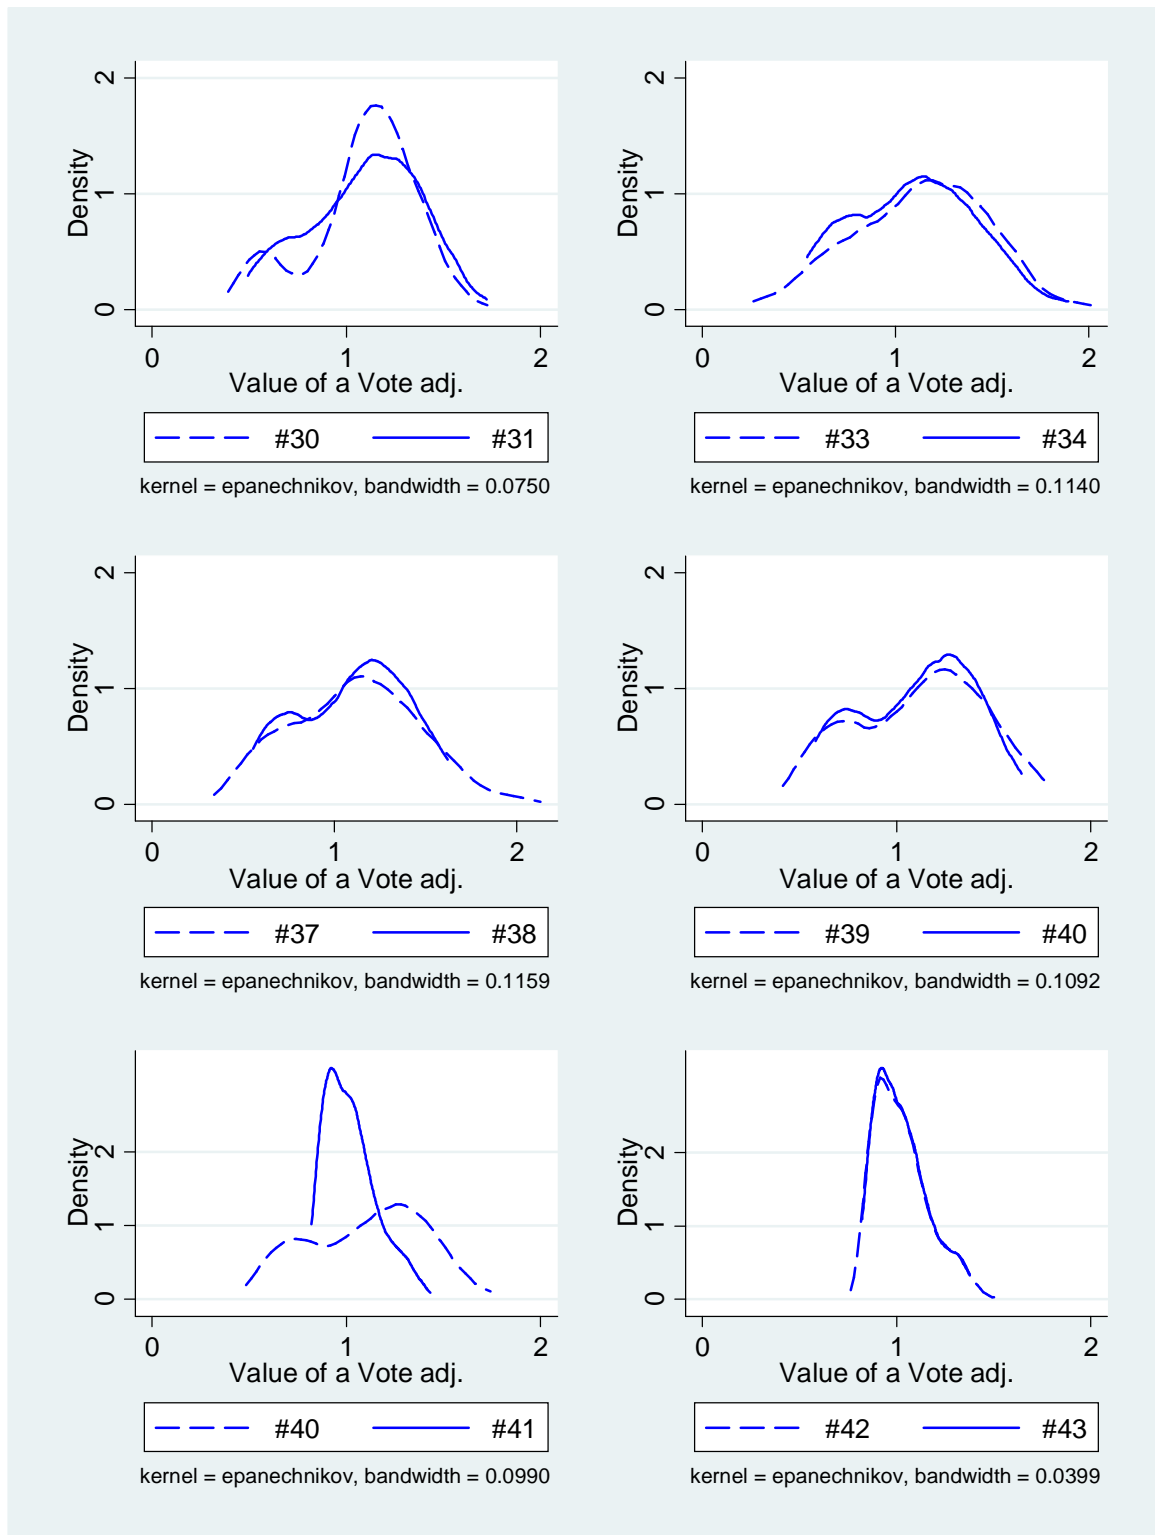 Density
2
1
0
0 1 2
Value of a Vote adj.
#30 #31
kernel = epanechnikov, bandwidth = 0.0750
Density
2
1
0
0 1 2
Value of a Vote adj.
#33 #34
kernel = epanechnikov, bandwidth = 0.1140
Density
2
1
0
0 1 2
Value of a Vote adj.
#37 #38
kernel = epanechnikov, bandwidth = 0.1159
Density
2
1
0
0 1 2
Value of a Vote adj.
#39 #40
kernel = epanechnikov, bandwidth = 0.1092
Density
2
1
0
0 1 2
Value of a Vote adj.
#40 #41
kernel = epanechnikov, bandwidth = 0.0990
Density
2
1
0
0 1 2
Value of a Vote adj.
#42 #43
kernel = epanechnikov, bandwidth = 0.0399